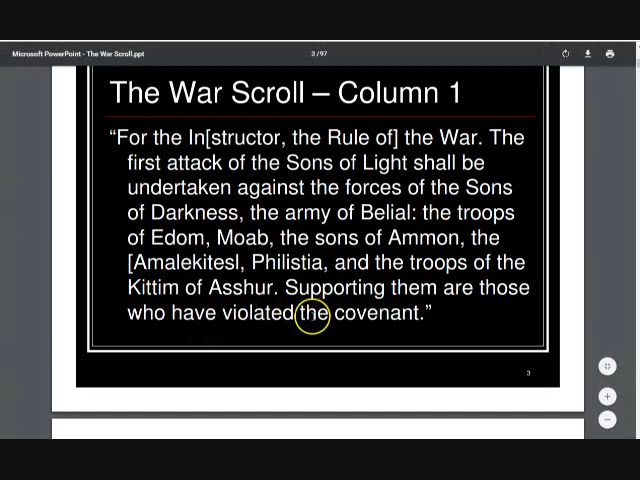 Microsoft PowerPoint - The War Scroll.ppt
3 / 97
The War Scroll – Column 1
“For the In[structor, the Rule of] the War. The
first attack of the Sons of Light shall be
undertaken against the forces of the Sons
of Darkness, the army of Belial: the troops
of Edom, Moab, the sons of Ammon, the
[Amalekitesl, Philistia, and the troops of the
Kittim of Asshur. Supporting them are those
who have violated the covenant.”
3